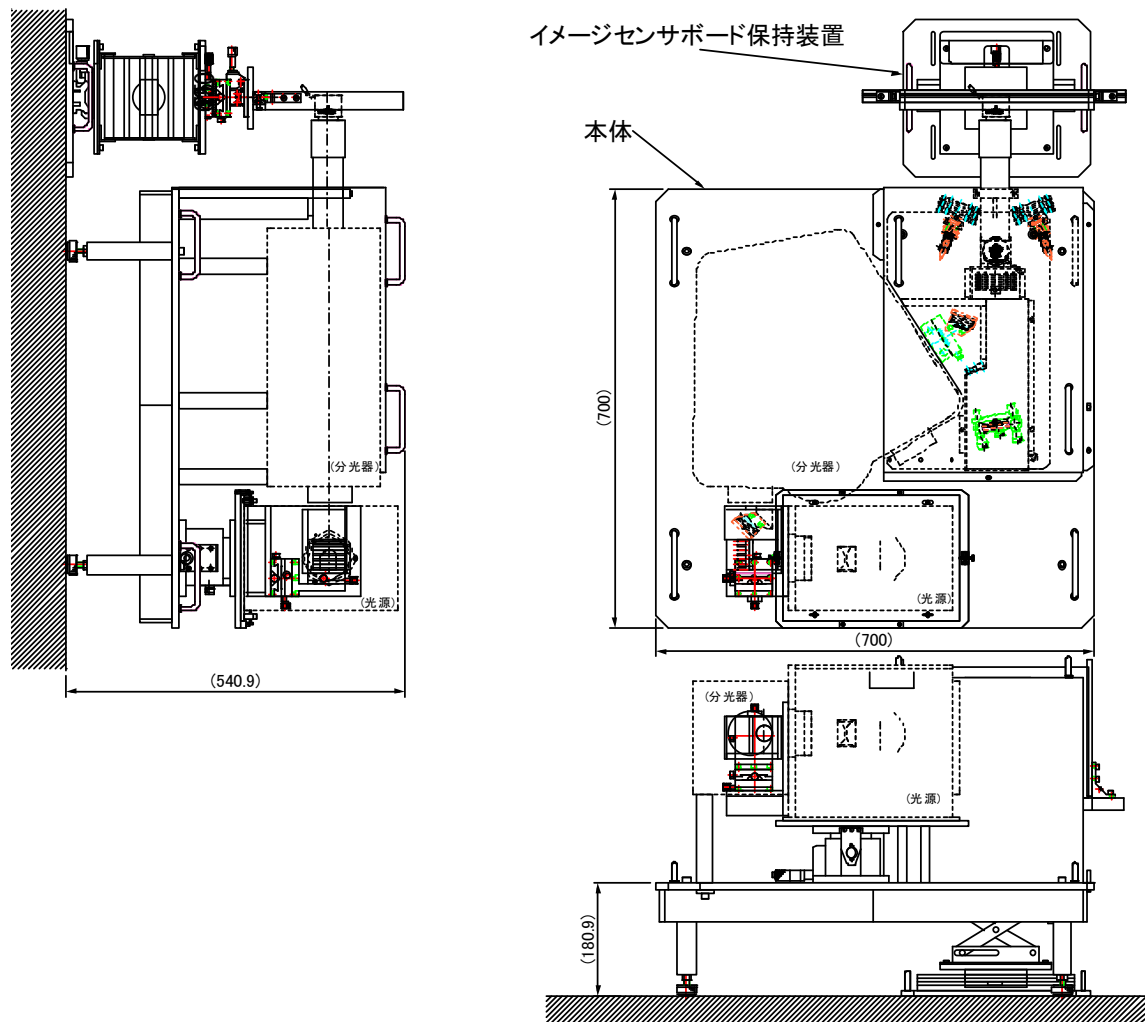 イメージセンサボード保持装置
本体
(700)
(分光器)
(分光器)
(光源)
(光源)
(700)
(540.9)
(分光器)
(光源)
(180.9)